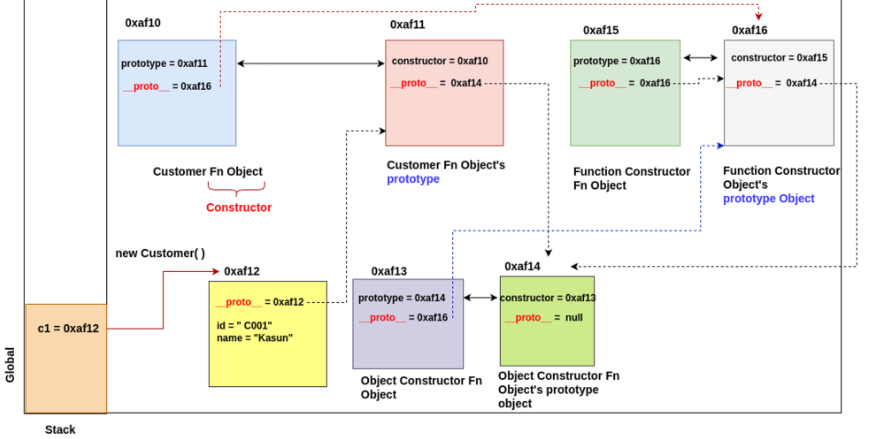 0xaf10
prototype = 0xaf11
__proto__ = 0xaf16
Customer Fn Object
Constructor
0xaf11
constructor = 0xaf10
__proto__ = 0xaf14
Customer Fn Object's
prototype
0xaf15
prototype = 0xaf16
__proto__ = 0xaf16
Function Constructor
Fn Object
0xaf16
constructor = 0xaf15
__proto__ = 0xaf14
Function Constructor
Object's
prototype Object
new Customer( )
0xaf12
__proto__ = 0xaf12
id = " C001"
name = "Kasun"
0xaf13
prototype = 0xaf14
__proto__ = 0xaf16
Object Constructor Fn
Object
0xaf14
constructor = 0xaf13
__proto__ = null
Object Constructor Fn
Object's prototype
object
c1 = 0xaf12
Global
Stack